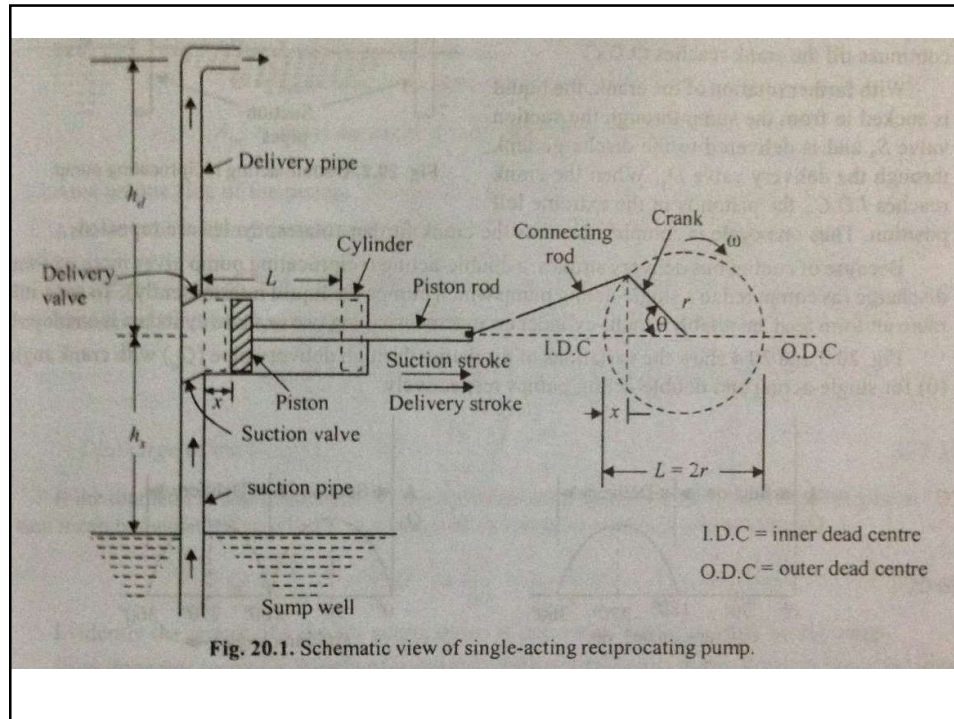 Delivery pipe
h_d
Crank
Connecting
rod
ω
Cylinder
Delivery
valve
L
Piston rod
θ
I.D.C
O.D.C
Suction stroke
Delivery stroke
x
Piston
x
Suction valve
h_s
L = 2r
suction pipe
I.D.C = inner dead centre
O.D.C = outer dead centre
Sump well
Fig. 20.1. Schematic view of single-acting reciprocating pump.